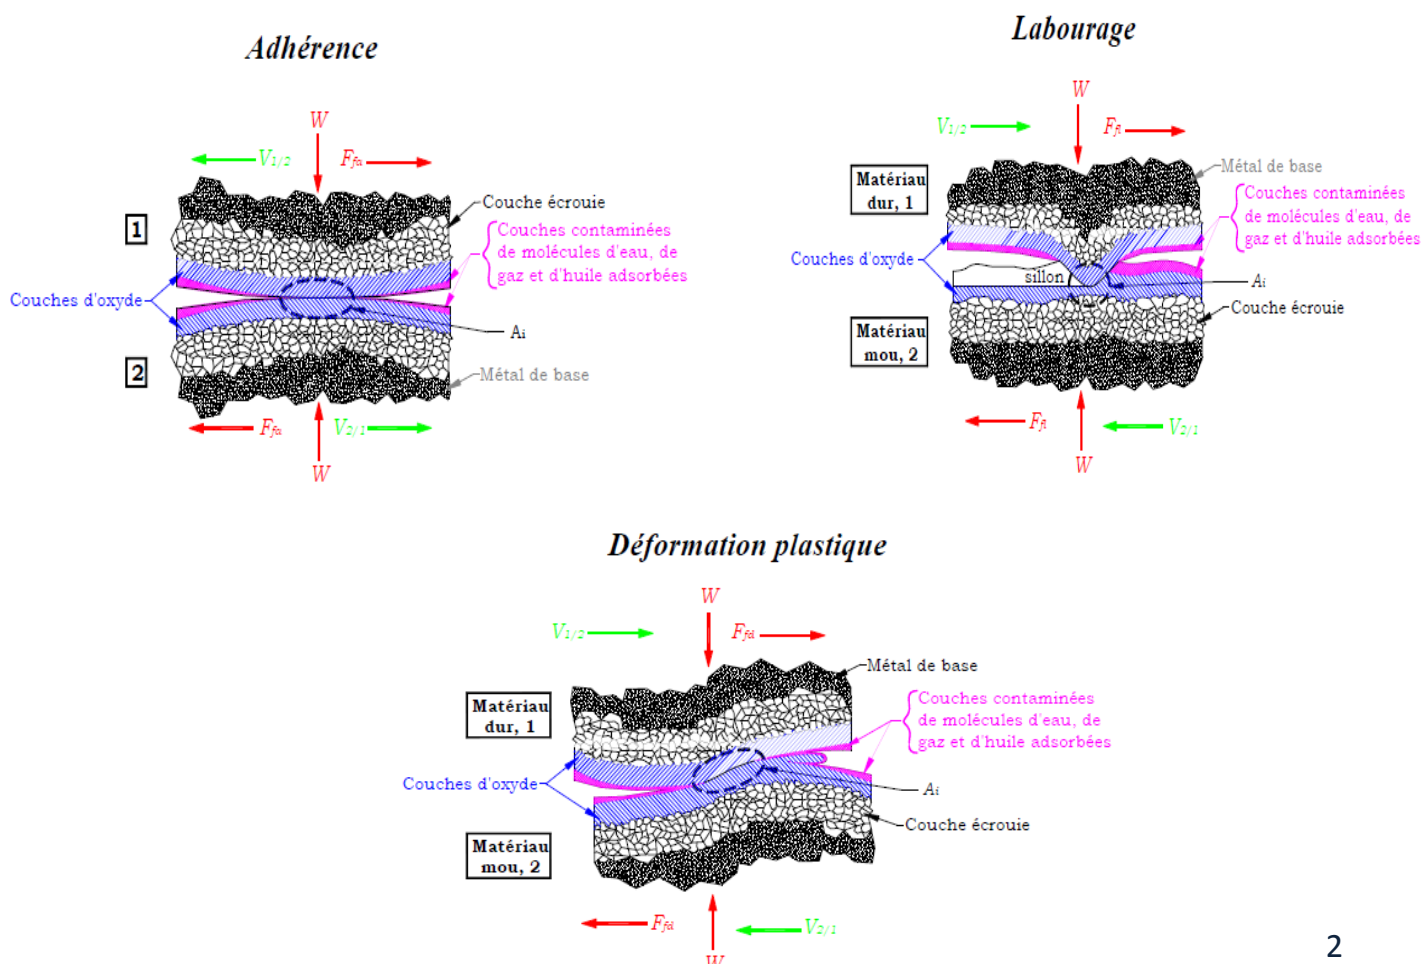 Adhérence
W
V1/2
Ffa
1
Couche écrouie
Couches contaminées
de molécules d'eau, de
gaz et d'huile adsorbées
Couches d'oxyde
Ai
2
Métal de base
Ffa
V2/1
W
Labourage
W
V1/2
Ffl
Matériau
dur, 1
Métal de base
Couches contaminées
de molécules d'eau, de
gaz et d'huile adsorbées
Couches d'oxyde
sillon
Ai
Couche écrouie
Matériau
mou, 2
Ffl
V2/1
W
Déformation plastique
W
V1/2
Ffd
Métal de base
Matériau
dur, 1
Couches contaminées
de molécules d'eau, de
gaz et d'huile adsorbées
Couches d'oxyde
Ai
Couche écrouie
Matériau
mou, 2
Ffd
V2/1
W
2